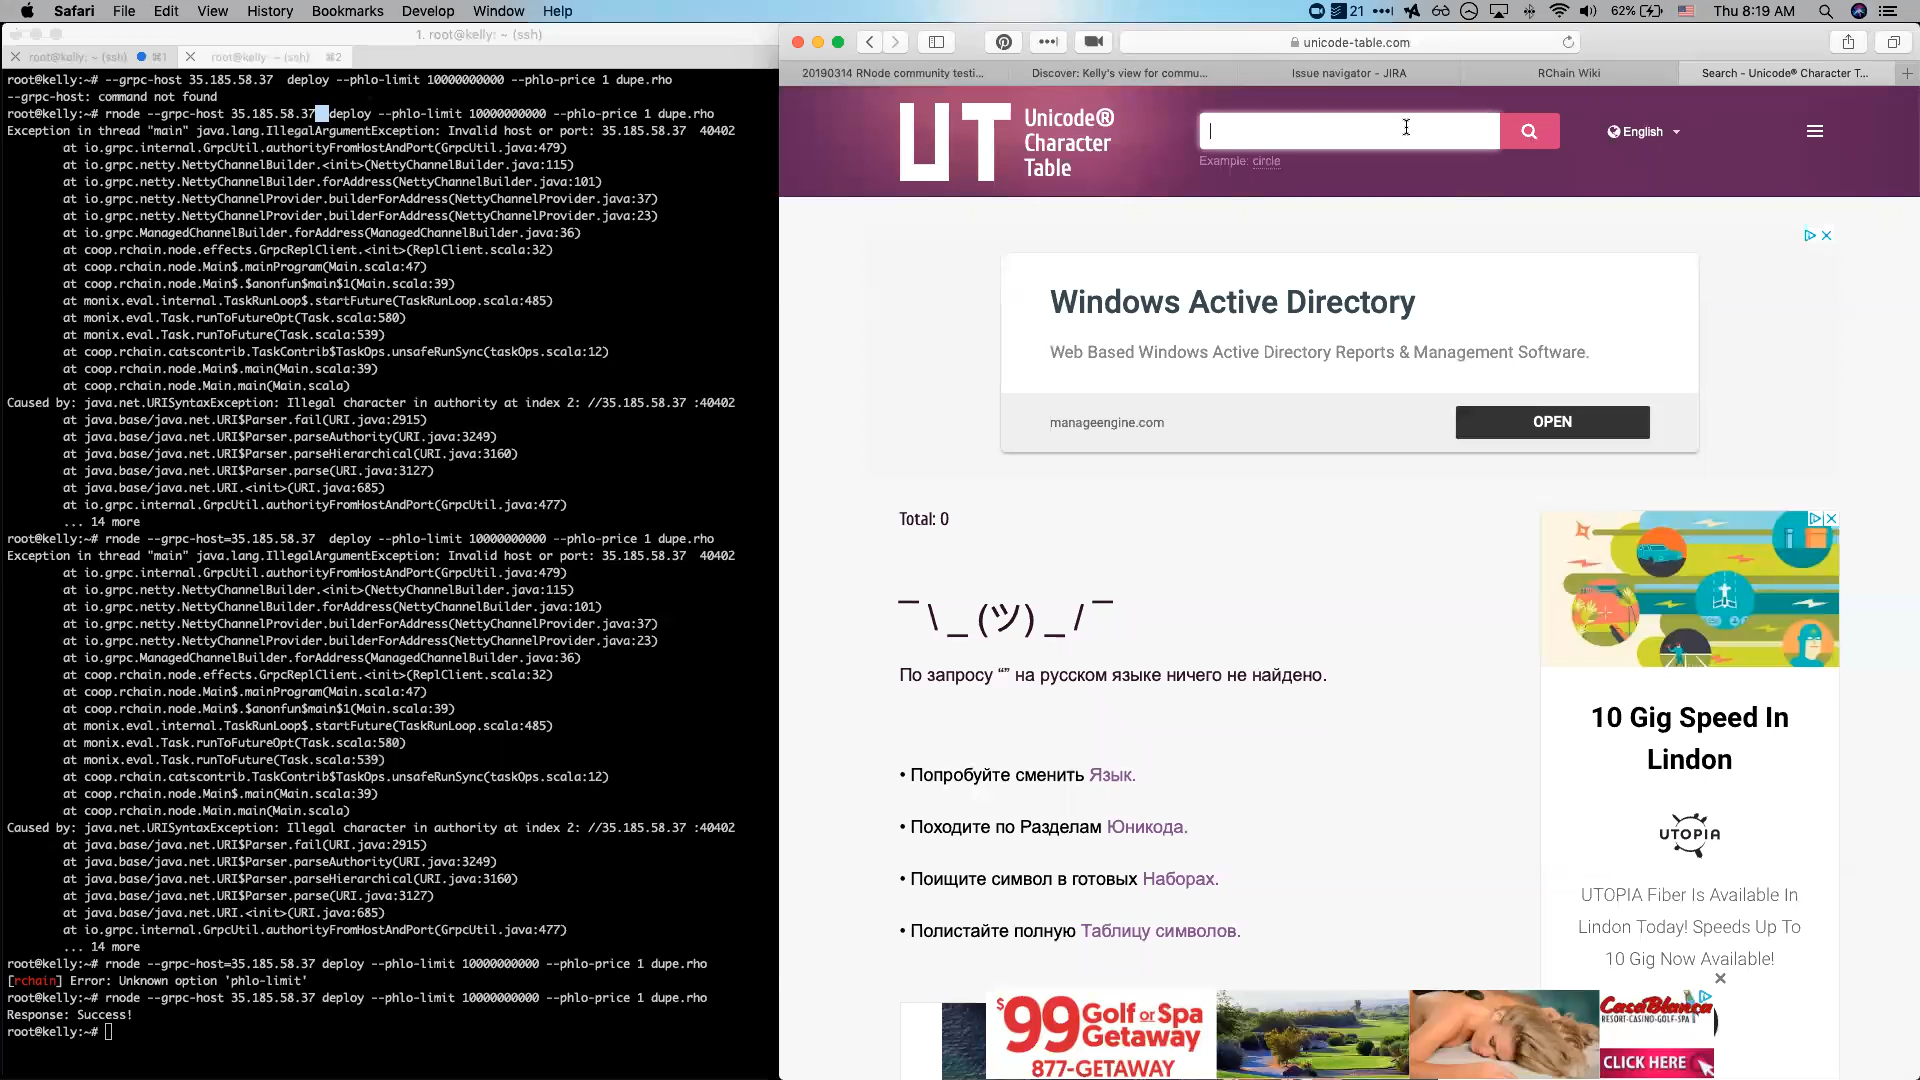 Safari File Edit View History Bookmarks Develop Window Help
21 62% Thu 8:19 AM
1. root@kelly: ~ (ssh)
root@kelly: ~ (ssh) ⌘1 root@kelly: ~ (ssh) ⌘2
root@kelly:~# --grpc-host 35.185.58.37  deploy --phlo-limit 10000000000 --phlo-price 1 dupe.rho
--grpc-host: command not found
root@kelly:~# rnode --grpc-host 35.185.58.37  deploy --phlo-limit 10000000000 --phlo-price 1 dupe.rho
Exception in thread "main" java.lang.IllegalArgumentException: Invalid host or port: 35.185.58.37  40402
at io.grpc.internal.GrpcUtil.authorityFromHostAndPort(GrpcUtil.java:479)
at io.grpc.netty.NettyChannelBuilder.<init>(NettyChannelBuilder.java:115)
at io.grpc.netty.NettyChannelBuilder.forAddress(NettyChannelBuilder.java:101)
at io.grpc.netty.NettyChannelProvider.builderForAddress(NettyChannelProvider.java:37)
at io.grpc.netty.NettyChannelProvider.builderForAddress(NettyChannelProvider.java:23)
at io.grpc.ManagedChannelBuilder.forAddress(ManagedChannelBuilder.java:36)
at coop.rchain.node.effects.GrpcReplClient.<init>(ReplClient.scala:32)
at coop.rchain.node.Main$.mainProgram(Main.scala:47)
at coop.rchain.node.Main$.$anonfun$main$1(Main.scala:39)
at monix.eval.internal.TaskRunLoop$.startFuture(TaskRunLoop.scala:485)
at monix.eval.Task.runToFutureOpt(Task.scala:580)
at monix.eval.Task.runToFuture(Task.scala:539)
at coop.rchain.catscontrib.TaskContrib$TaskOps.unsafeRunSync(taskOps.scala:12)
at coop.rchain.node.Main$.main(Main.scala:39)
at coop.rchain.node.Main.main(Main.scala)
Caused by: java.net.URISyntaxException: Illegal character in authority at index 2: //35.185.58.37 :40402
at java.base/java.net.URI$Parser.fail(URI.java:2915)
at java.base/java.net.URI$Parser.parseAuthority(URI.java:3249)
at java.base/java.net.URI$Parser.parseHierarchical(URI.java:3160)
at java.base/java.net.URI$Parser.parse(URI.java:3127)
at java.base/java.net.URI.<init>(URI.java:685)
at io.grpc.internal.GrpcUtil.authorityFromHostAndPort(GrpcUtil.java:477)
... 14 more
root@kelly:~# rnode --grpc-host=35.185.58.37  deploy --phlo-limit 10000000000 --phlo-price 1 dupe.rho
Exception in thread "main" java.lang.IllegalArgumentException: Invalid host or port: 35.185.58.37  40402
at io.grpc.internal.GrpcUtil.authorityFromHostAndPort(GrpcUtil.java:479)
at io.grpc.netty.NettyChannelBuilder.<init>(NettyChannelBuilder.java:115)
at io.grpc.netty.NettyChannelBuilder.forAddress(NettyChannelBuilder.java:101)
at io.grpc.netty.NettyChannelProvider.builderForAddress(NettyChannelProvider.java:37)
at io.grpc.netty.NettyChannelProvider.builderForAddress(NettyChannelProvider.java:23)
at io.grpc.ManagedChannelBuilder.forAddress(ManagedChannelBuilder.java:36)
at coop.rchain.node.effects.GrpcReplClient.<init>(ReplClient.scala:32)
at coop.rchain.node.Main$.mainProgram(Main.scala:47)
at coop.rchain.node.Main$.$anonfun$main$1(Main.scala:39)
at monix.eval.internal.TaskRunLoop$.startFuture(TaskRunLoop.scala:485)
at monix.eval.Task.runToFutureOpt(Task.scala:580)
at monix.eval.Task.runToFuture(Task.scala:539)
at coop.rchain.catscontrib.TaskContrib$TaskOps.unsafeRunSync(taskOps.scala:12)
at coop.rchain.node.Main$.main(Main.scala:39)
at coop.rchain.node.Main.main(Main.scala)
Caused by: java.net.URISyntaxException: Illegal character in authority at index 2: //35.185.58.37 :40402
at java.base/java.net.URI$Parser.fail(URI.java:2915)
at java.base/java.net.URI$Parser.parseAuthority(URI.java:3249)
at java.base/java.net.URI$Parser.parseHierarchical(URI.java:3160)
at java.base/java.net.URI$Parser.parse(URI.java:3127)
at java.base/java.net.URI.<init>(URI.java:685)
at io.grpc.internal.GrpcUtil.authorityFromHostAndPort(GrpcUtil.java:477)
... 14 more
root@kelly:~# rnode --grpc-host=35.185.58.37 deploy --phlo-limit 10000000000 --phlo-price 1 dupe.rho
[rchain] Error: Unknown option 'phlo-limit'
root@kelly:~# rnode --grpc-host 35.185.58.37 deploy --phlo-limit 10000000000 --phlo-price 1 dupe.rho
Response: Success!
root@kelly:~#
unicode-table.com
20190314 RNode community testi... Discover: Kelly's view for commu... Issue navigator - JIRA RChain Wiki Search - Unicode® Character T...
UT Unicode®
Character
Table
English
Example: circle
Windows Active Directory
Web Based Windows Active Directory Reports & Management Software.
manageengine.com OPEN
Total: 0
¯ \ _ (ツ) _ / ¯
По запросу “” на русском языке ничего не найдено.
• Попробуйте сменить Язык.
• Походите по Разделам Юникода.
• Поищите символ в готовых Наборах.
• Полистайте полную Таблицу символов.
10 Gig Speed In
Lindon
UTOPIA
UTOPIA Fiber Is Available In
Lindon Today! Speeds Up To
10 Gig Now Available!
$99 Golf or Spa
Getaway
877-GETAWAY
CasaBlanca
RESORT-CASINO-GOLF-SPA
CLICK HERE